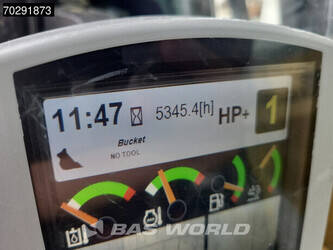 70291873
11:47 5345.4[h] HP+ 1
Bucket
NO TOOL
BAS WORLD